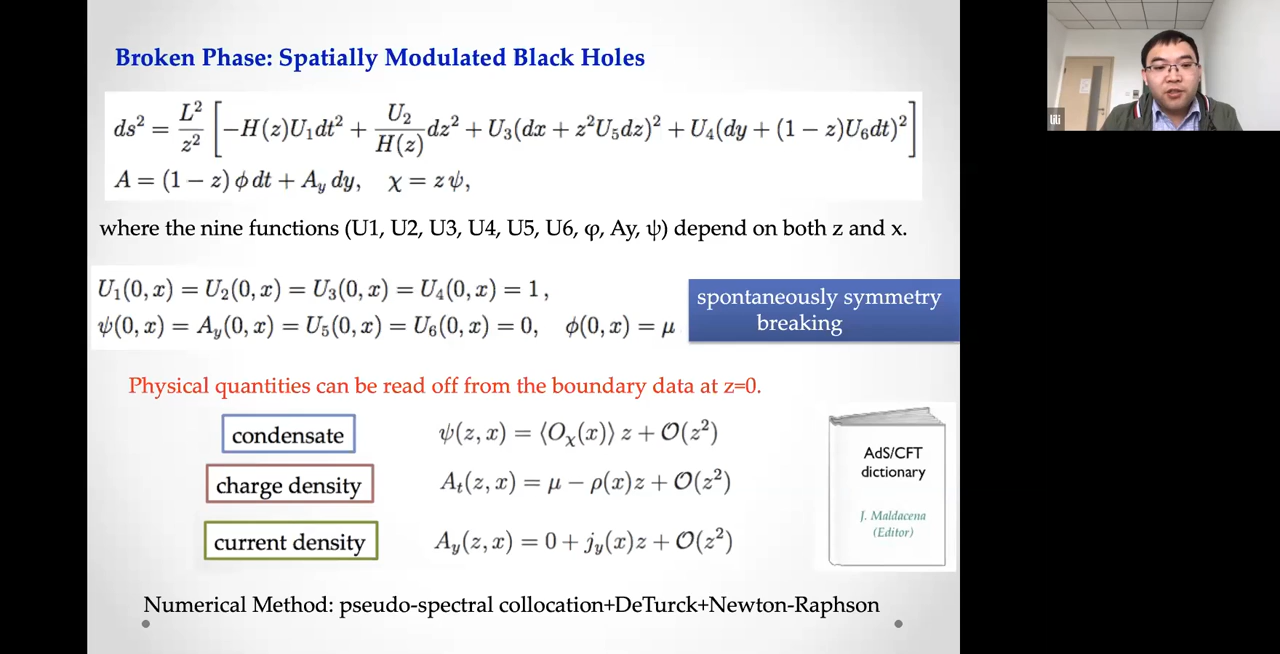 Broken Phase: Spatially Modulated Black Holes
ds² = L²/z² [−H(z)U₁dt² + U₂/H(z) dz² + U₃(dx + z²U₅dz)² + U₄(dy + (1 − z)U₆dt)²]
A = (1 − z) ϕ dt + A_y dy, χ = z ψ,
where the nine functions (U1, U2, U3, U4, U5, U6, φ, Ay, ψ) depend on both z and x.
U₁(0, x) = U₂(0, x) = U₃(0, x) = U₄(0, x) = 1 ,
ψ(0, x) = A_y(0, x) = U₅(0, x) = U₆(0, x) = 0, ϕ(0, x) = μ
spontaneously symmetry
breaking
Physical quantities can be read off from the boundary data at z=0.
condensate
ψ(z, x) = ⟨O_χ(x)⟩ z + O(z²)
charge density
A_t(z, x) = μ − ρ(x)z + O(z²)
current density
A_y(z, x) = 0 + j_y(x)z + O(z²)
AdS/CFT
dictionary
J. Maldacena
(Editor)
Numerical Method: pseudo-spectral collocation+DeTurck+Newton-Raphson
lili